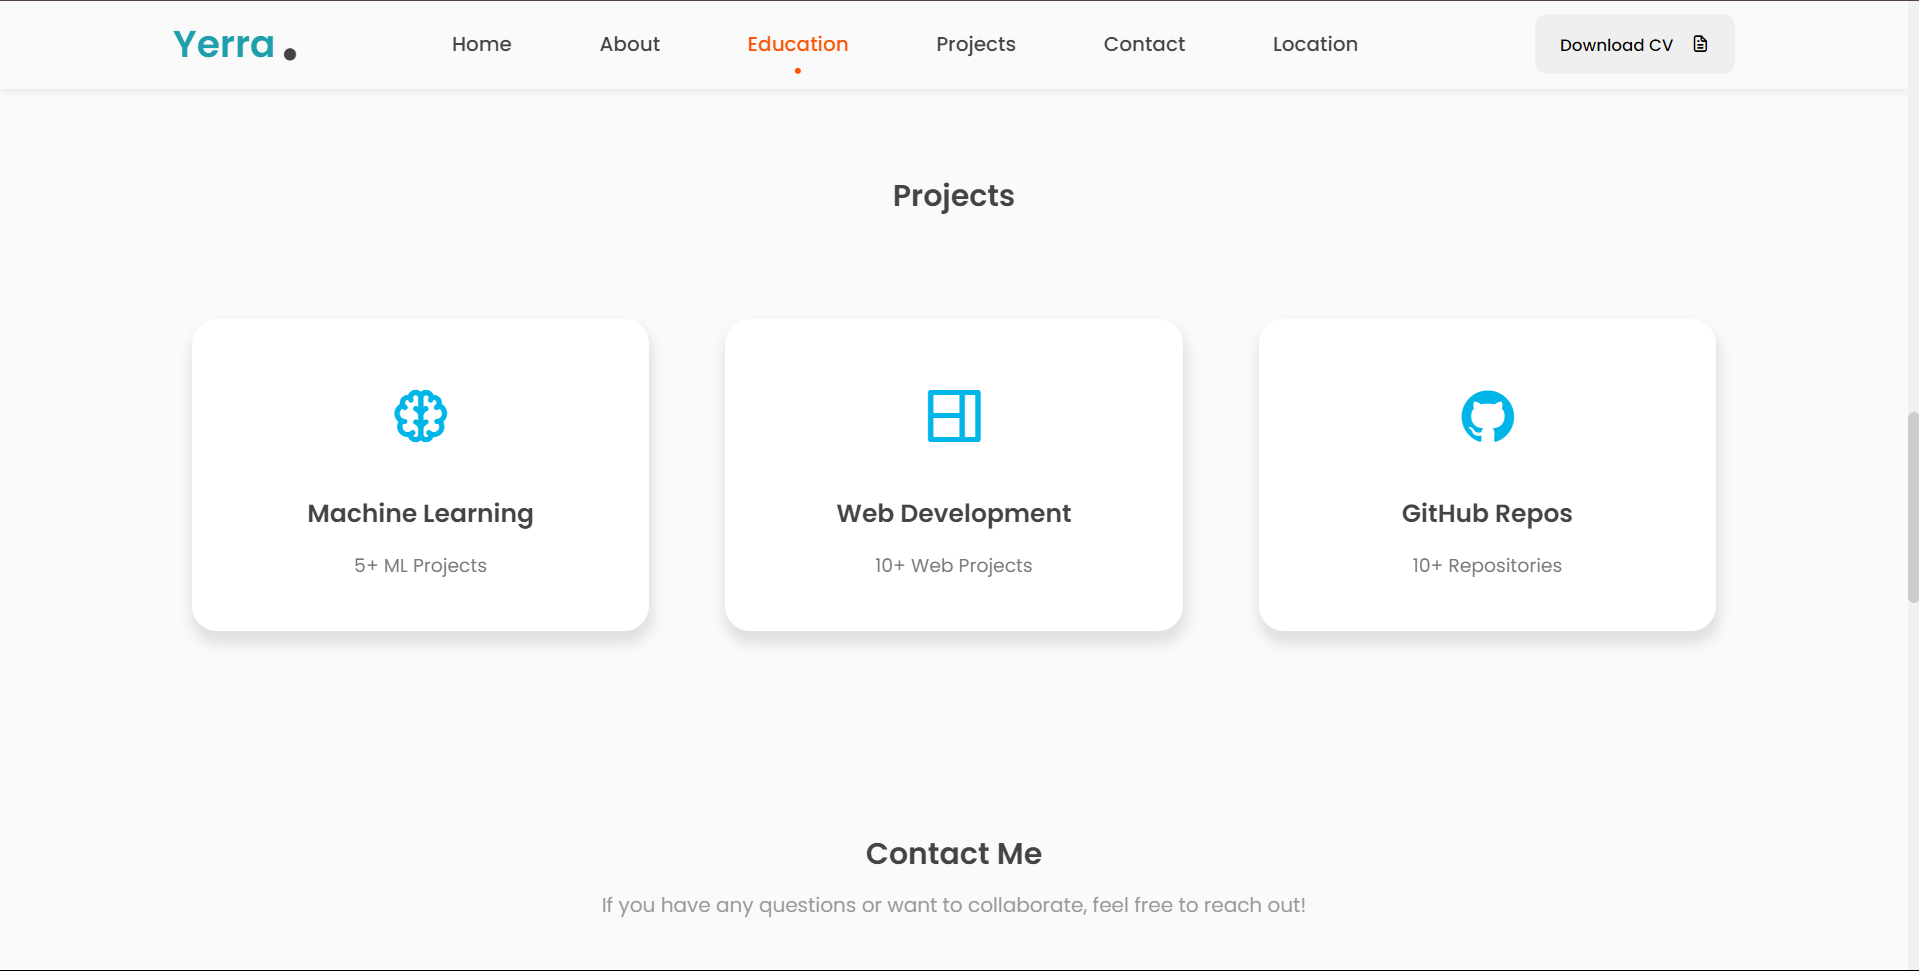 Yerra .
Home About Education Projects Contact Location Download CV
Projects
Machine Learning
5+ ML Projects
Web Development
10+ Web Projects
GitHub Repos
10+ Repositories
Contact Me
If you have any questions or want to collaborate, feel free to reach out!